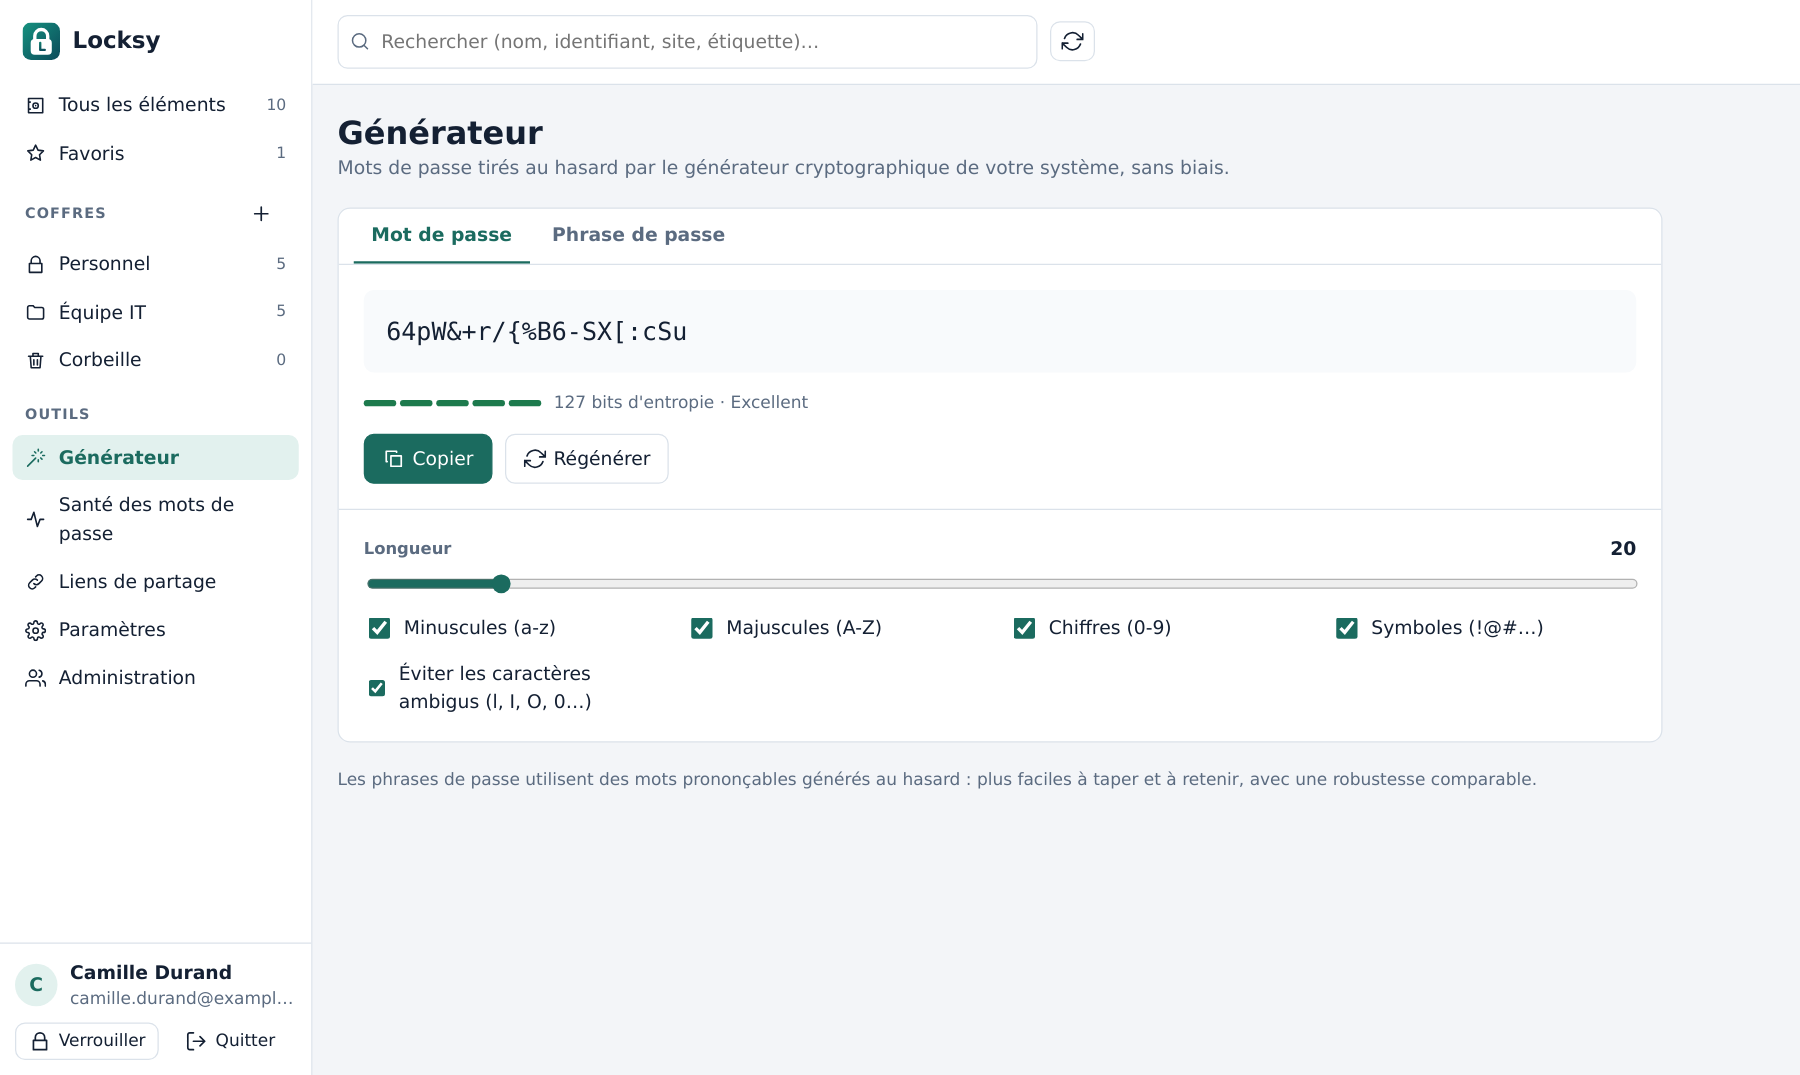 Locksy
Rechercher (nom, identifiant, site, étiquette)…
Tous les éléments 10
Favoris 1
COFFRES
Personnel 5
Équipe IT 5
Corbeille 0
OUTILS
Générateur
Santé des mots de
passe
Liens de partage
Paramètres
Administration
Camille Durand
C
camille.durand@exampl…
Verrouiller
Quitter
Générateur
Mots de passe tirés au hasard par le générateur cryptographique de votre système, sans biais.
Mot de passe
Phrase de passe
64pW&+r/{%B6-SX[:cSu
127 bits d'entropie · Excellent
Copier
Régénérer
Longueur 20
Minuscules (a-z)
Majuscules (A-Z)
Chiffres (0-9)
Symboles (!@#…)
Éviter les caractères
ambigus (l, I, O, 0…)
Les phrases de passe utilisent des mots prononçables générés au hasard : plus faciles à taper et à retenir, avec une robustesse comparable.